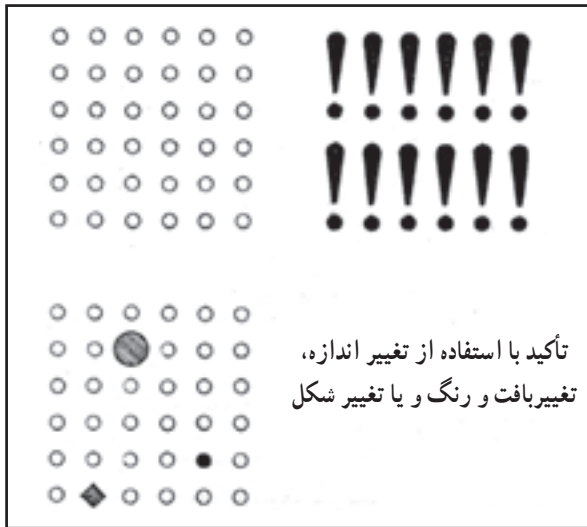 ! ! ! ! ! !
! ! ! ! ! !
تأکید با استفاده از تغییر اندازه،
تغییربافت و رنگ و یا تغییر شکل